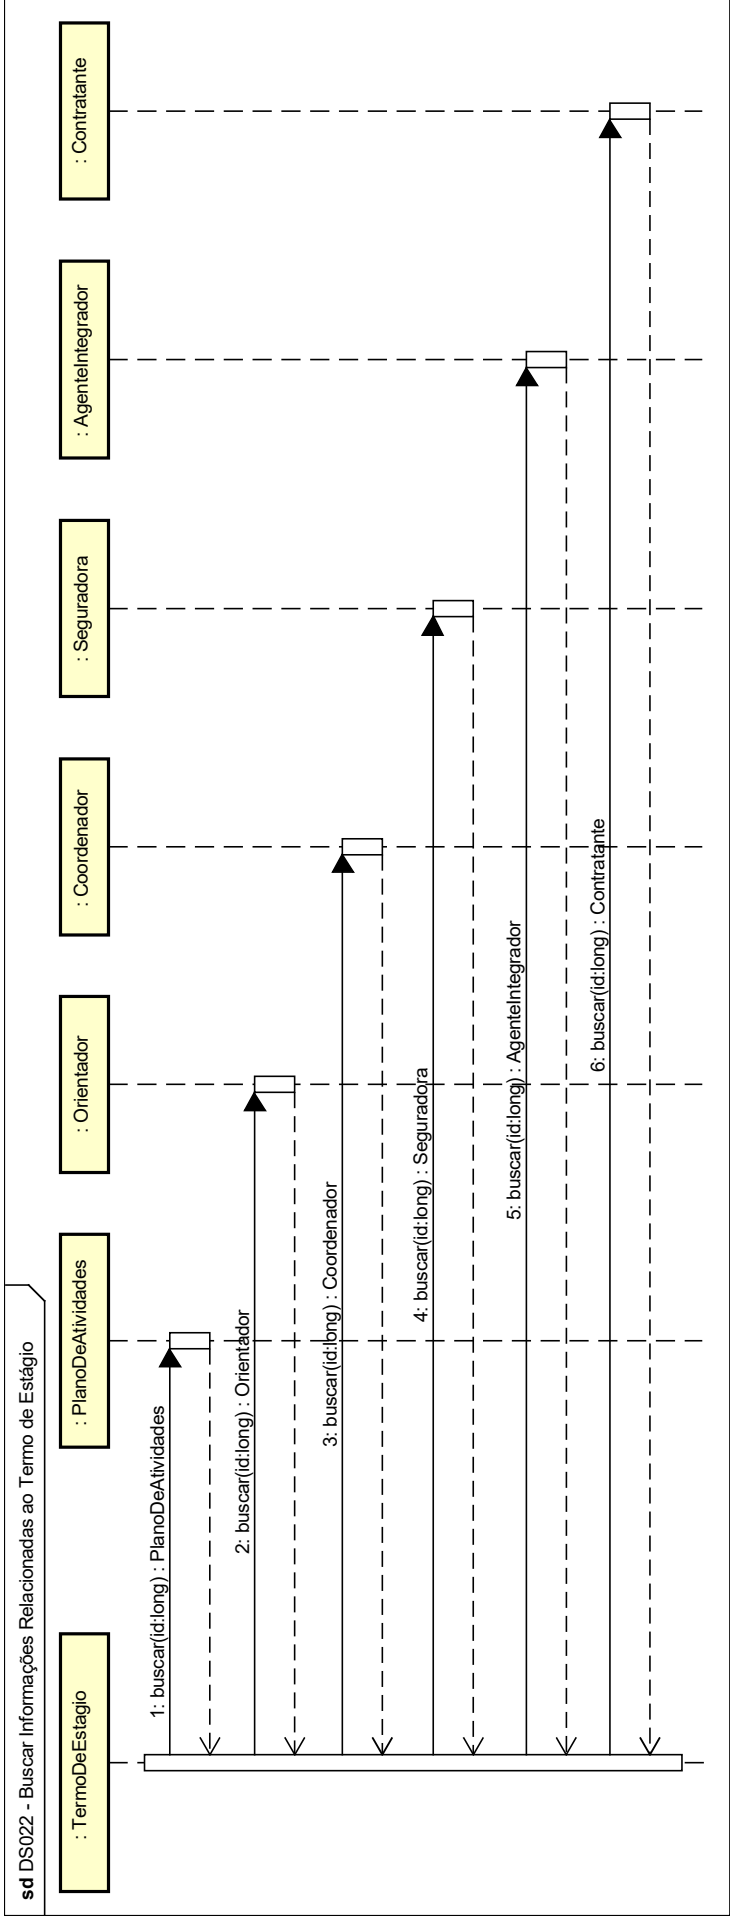 sd DS022 - Buscar Informações Relacionadas ao Termo de Estágio
: TermoDeEstagio
: PlanoDeAtividades
: Orientador
: Coordenador
: Seguradora
: AgenteIntegrador
: Contratante
1: buscar(id:long) : PlanoDeAtividades
2: buscar(id:long) : Orientador
3: buscar(id:long) : Coordenador
4: buscar(id:long) : Seguradora
5: buscar(id:long) : AgenteIntegrador
6: buscar(id:long) : Contratante